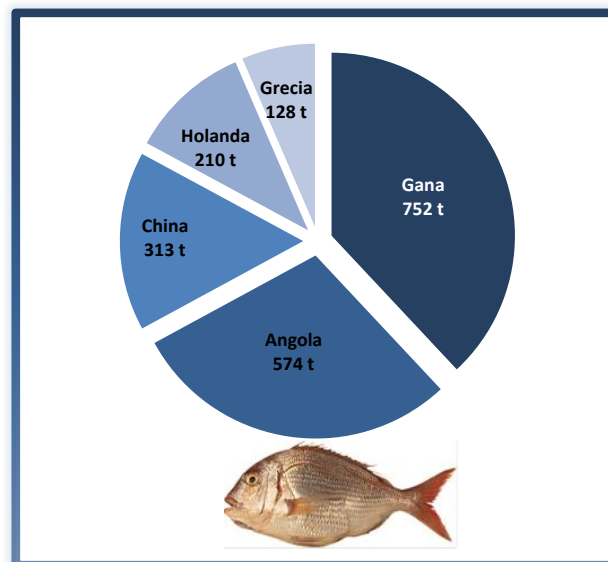 Grecia
128 t
Holanda
210 t
Gana
752 t
China
313 t
Angola
574 t